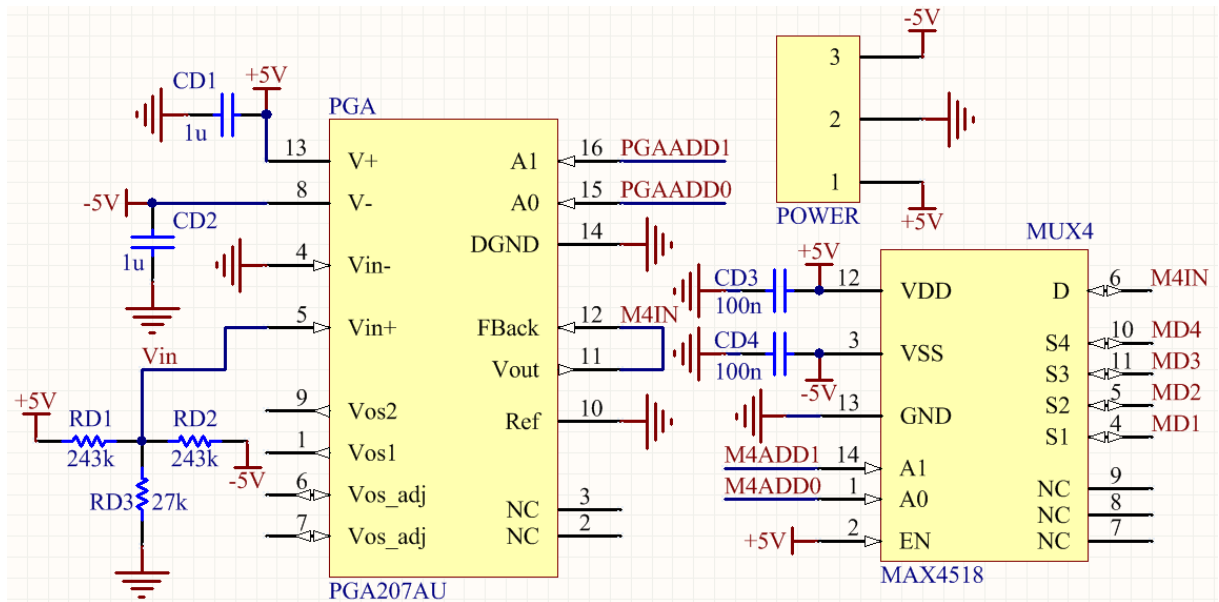 -5V
CD1
+5V
1u
PGA
13
V+
A1
16
PGAADD1
-5V
8
V-
A0
15
PGAADD0
CD2
1u
DGND
14
4
Vin-
5
Vin+
FBack
12
M4IN
Vout
11
Vin
9
Vos2
Ref
10
+5V
RD1
243k
RD2
243k
-5V
1
Vos1
RD3
27k
6
Vos_adj
7
Vos_adj
NC
3
NC
2
PGA207AU
3
2
1
POWER
+5V
MUX4
+5V
CD3
100n
12
VDD
D
6
M4IN
CD4
100n
3
VSS
-5V
S4
10
MD4
S3
11
MD3
S2
5
MD2
S1
4
MD1
13
GND
M4ADD1
14
A1
M4ADD0
1
A0
+5V
2
EN
NC
9
NC
8
NC
7
MAX4518